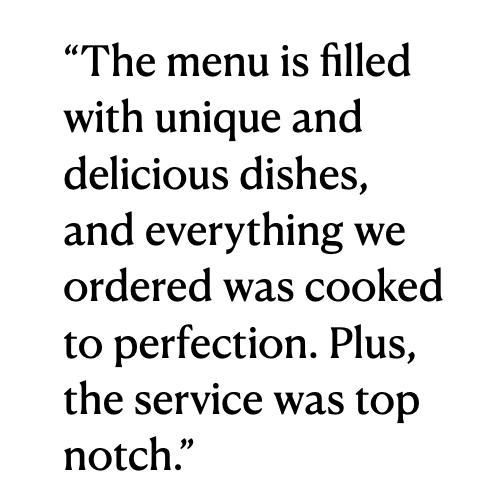 “The menu is filled
with unique and
delicious dishes,
and everything we
ordered was cooked
to perfection. Plus,
the service was top
notch.”